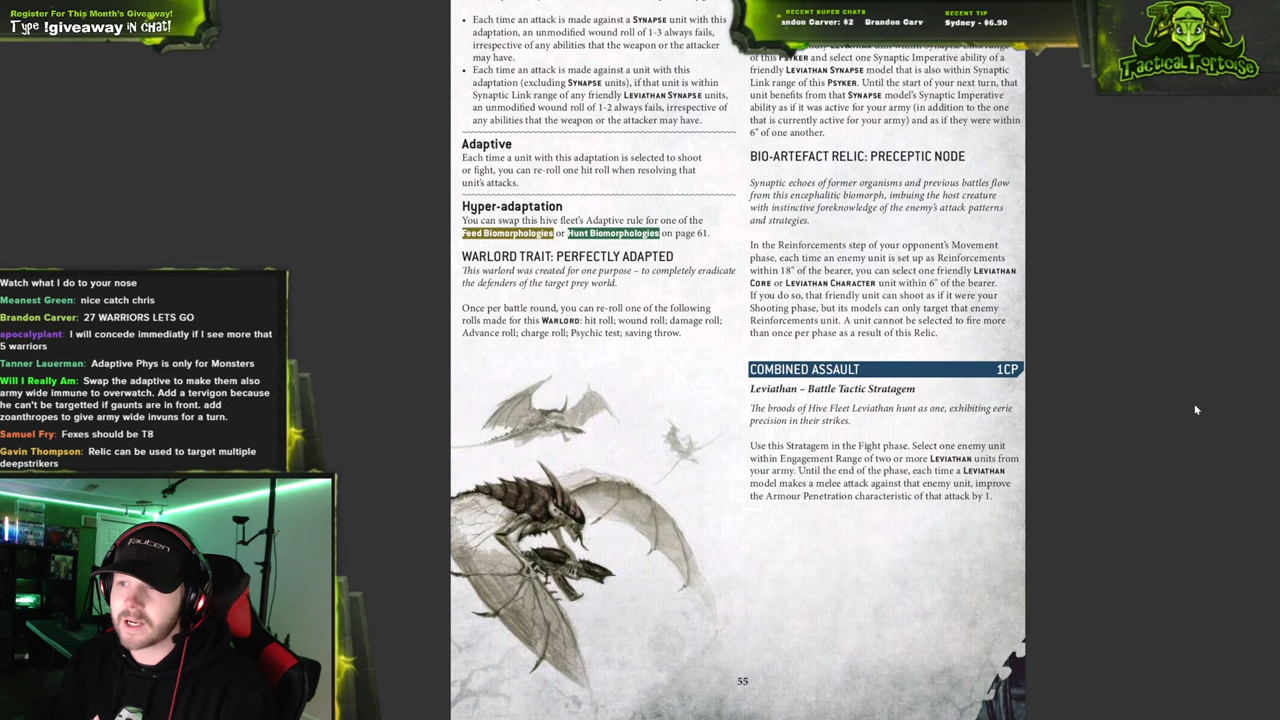 Register For This Month's Giveaway!
Type !giveaway in chat!
RECENT SUPER CHATS
andon Carver: $2 Brandon Carv
RECENT TIP
Sydney - $6.90
TacticalTortoise
• Each time an attack is made against a SYNAPSE unit with this
adaptation, an unmodified wound roll of 1-3 always fails,
irrespective of any abilities that the weapon or the attacker
may have.
• Each time an attack is made against a unit with this
adaptation (excluding SYNAPSE units), if that unit is within
Synaptic Link range of any friendly LEVIATHAN SYNAPSE units,
an unmodified wound roll of 1-2 always fails, irrespective of
any abilities that the weapon or the attacker may have.
Adaptive
Each time a unit with this adaptation is selected to shoot
or fight, you can re-roll one hit roll when resolving that
unit's attacks.
Hyper-adaptation
You can swap this hive fleet's Adaptive rule for one of the
Feed Biomorphologies or Hunt Biomorphologies on page 61.
WARLORD TRAIT: PERFECTLY ADAPTED
This warlord was created for one purpose – to completely eradicate
the defenders of the target prey world.
Once per battle round, you can re-roll one of the following
rolls made for this WARLORD: hit roll; wound roll; damage roll;
Advance roll; charge roll; Psychic test; saving throw.
of this PSYKER and select one Synaptic Imperative ability of a
friendly LEVIATHAN SYNAPSE model that is also within Synaptic
Link range of this PSYKER. Until the start of your next turn, that
unit benefits from that SYNAPSE model's Synaptic Imperative
ability as if it was active for your army (in addition to the one
that is currently active for your army) and as if they were within
6" of one another.
BIO-ARTEFACT RELIC: PRECEPTIC NODE
Synaptic echoes of former organisms and previous battles flow
from this encephalitic biomorph, imbuing the host creature
with instinctive foreknowledge of the enemy's attack patterns
and strategies.
In the Reinforcements step of your opponent's Movement
phase, each time an enemy unit is set up as Reinforcements
within 18" of the bearer, you can select one friendly LEVIATHAN
CORE or LEVIATHAN CHARACTER unit within 6" of the bearer.
If you do so, that friendly unit can shoot as if it were your
Shooting phase, but its models can only target that enemy
Reinforcements unit. A unit cannot be selected to fire more
than once per phase as a result of this Relic.
COMBINED ASSAULT 1CP
Leviathan – Battle Tactic Stratagem
The broods of Hive Fleet Leviathan hunt as one, exhibiting eerie
precision in their strikes.
Use this Stratagem in the Fight phase. Select one enemy unit
within Engagement Range of two or more LEVIATHAN units from
your army. Until the end of the phase, each time a LEVIATHAN
model makes a melee attack against that enemy unit, improve
the Armour Penetration characteristic of that attack by 1.
55
Watch what I do to your nose
Meanest Green: nice catch chris
Brandon Carver: 27 WARRIORS LETS GO
apocalypiant: I will concede immediatly if I see more that
5 warriors
Tanner Lauerman: Adaptive Phys is only for Monsters
Will I Really Am: Swap the adaptive to make them also
army wide immune to overwatch. Add a tervigon because
he can't be targetted if gaunts are in front. add
zoanthropes to give army wide invuns for a turn.
Samuel Fry: Fexes should be T8
Gavin Thompson: Relic can be used to target multiple
deepstrikers